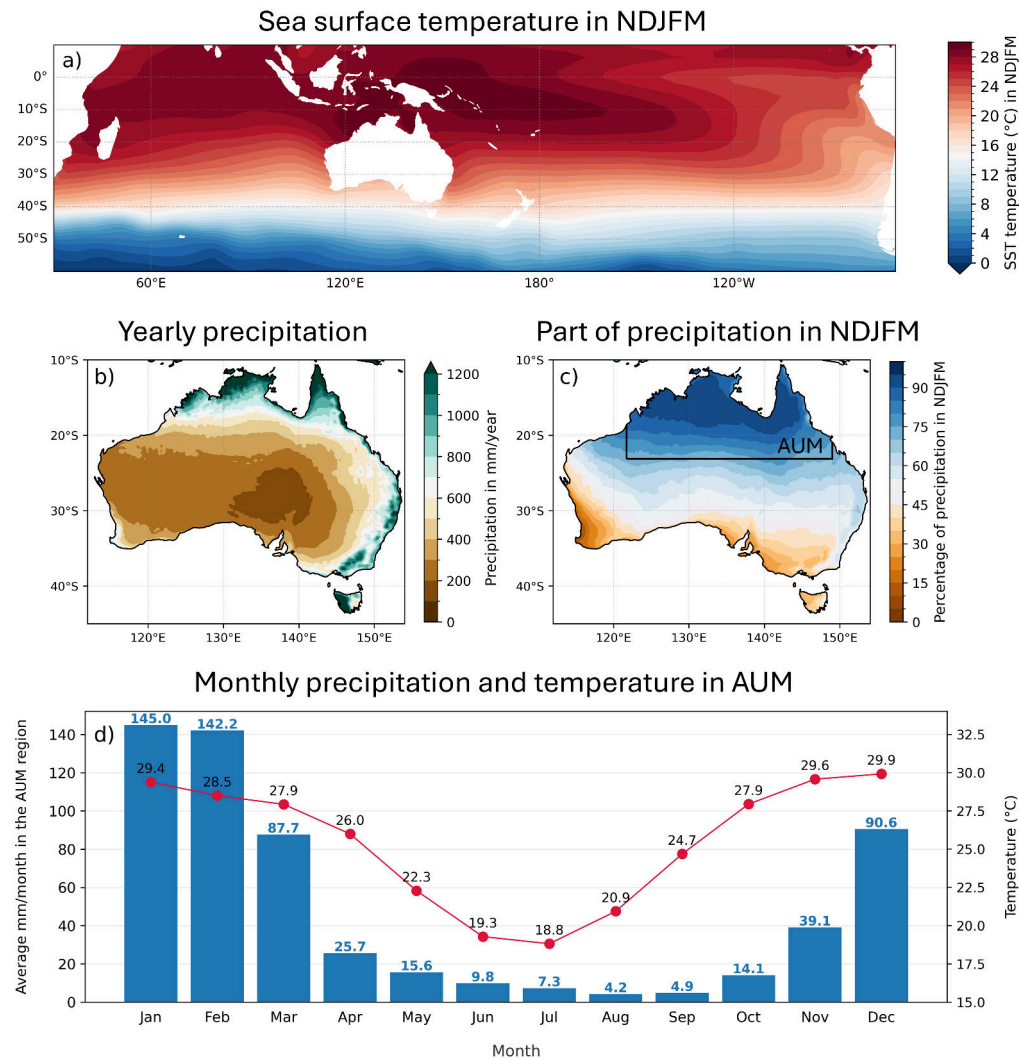 Sea surface temperature in NDJFM
a)
0°
10°S
20°S
30°S
40°S
50°S
60°E
120°E
180°
120°W
28
24
20
16
12
8
4
0
SST temperature (°C) in NDJFM
Yearly precipitation
b)
10°S
20°S
30°S
40°S
120°E
130°E
140°E
150°E
1200
1000
800
600
400
200
0
Precipitation in mm/year
Part of precipitation in NDJFM
c)
AUM
10°S
20°S
30°S
40°S
120°E
130°E
140°E
150°E
90
75
60
45
30
15
0
Percentage of precipitation in NDJFM
Monthly precipitation and temperature in AUM
d)
Average mm/month in the AUM region
140
120
100
80
60
40
20
0
145.0
142.2
87.7
25.7
15.6
9.8
7.3
4.2
4.9
14.1
39.1
90.6
29.4
28.5
27.9
26.0
22.3
19.3
18.8
20.9
24.7
27.9
29.6
29.9
32.5
30.0
27.5
25.0
22.5
20.0
17.5
15.0
Temperature (°C)
Jan
Feb
Mar
Apr
May
Jun
Jul
Aug
Sep
Oct
Nov
Dec
Month